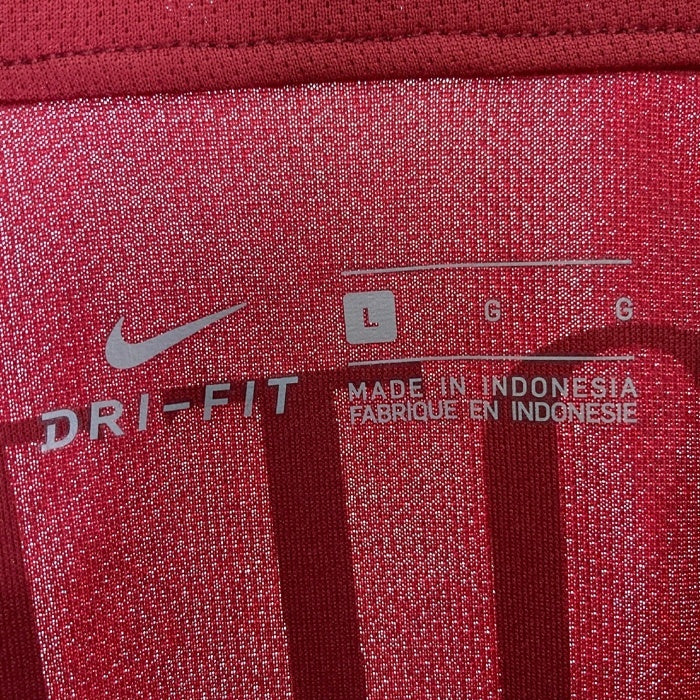 L G G
DRI-FIT
MADE IN INDONESIA
FABRIQUE EN INDONESIE